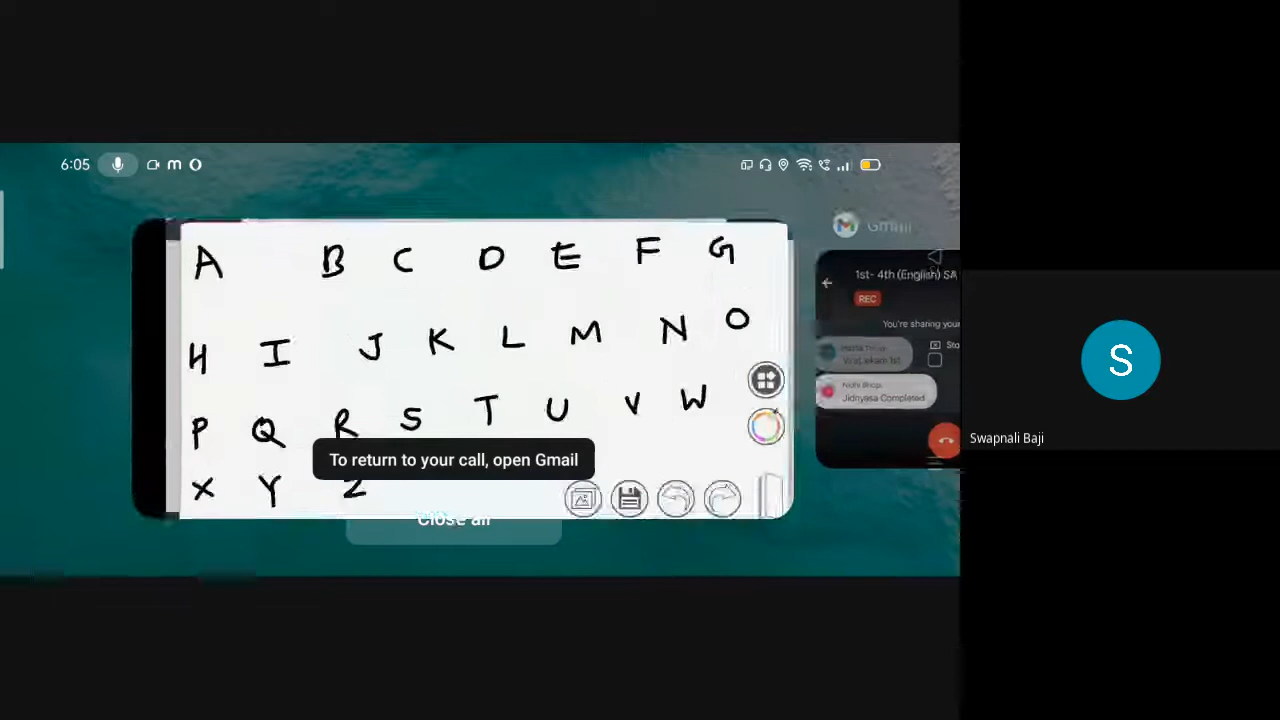 6:05
Gmail
A B C D E F G
1st- 4th (English) SA
REC
H I J K L M N O
You're sharing your
Jidnyasa Completed
P Q R S T U V W
To return to your call, open Gmail
X Y Z
Close all
S
Swapnali Baji